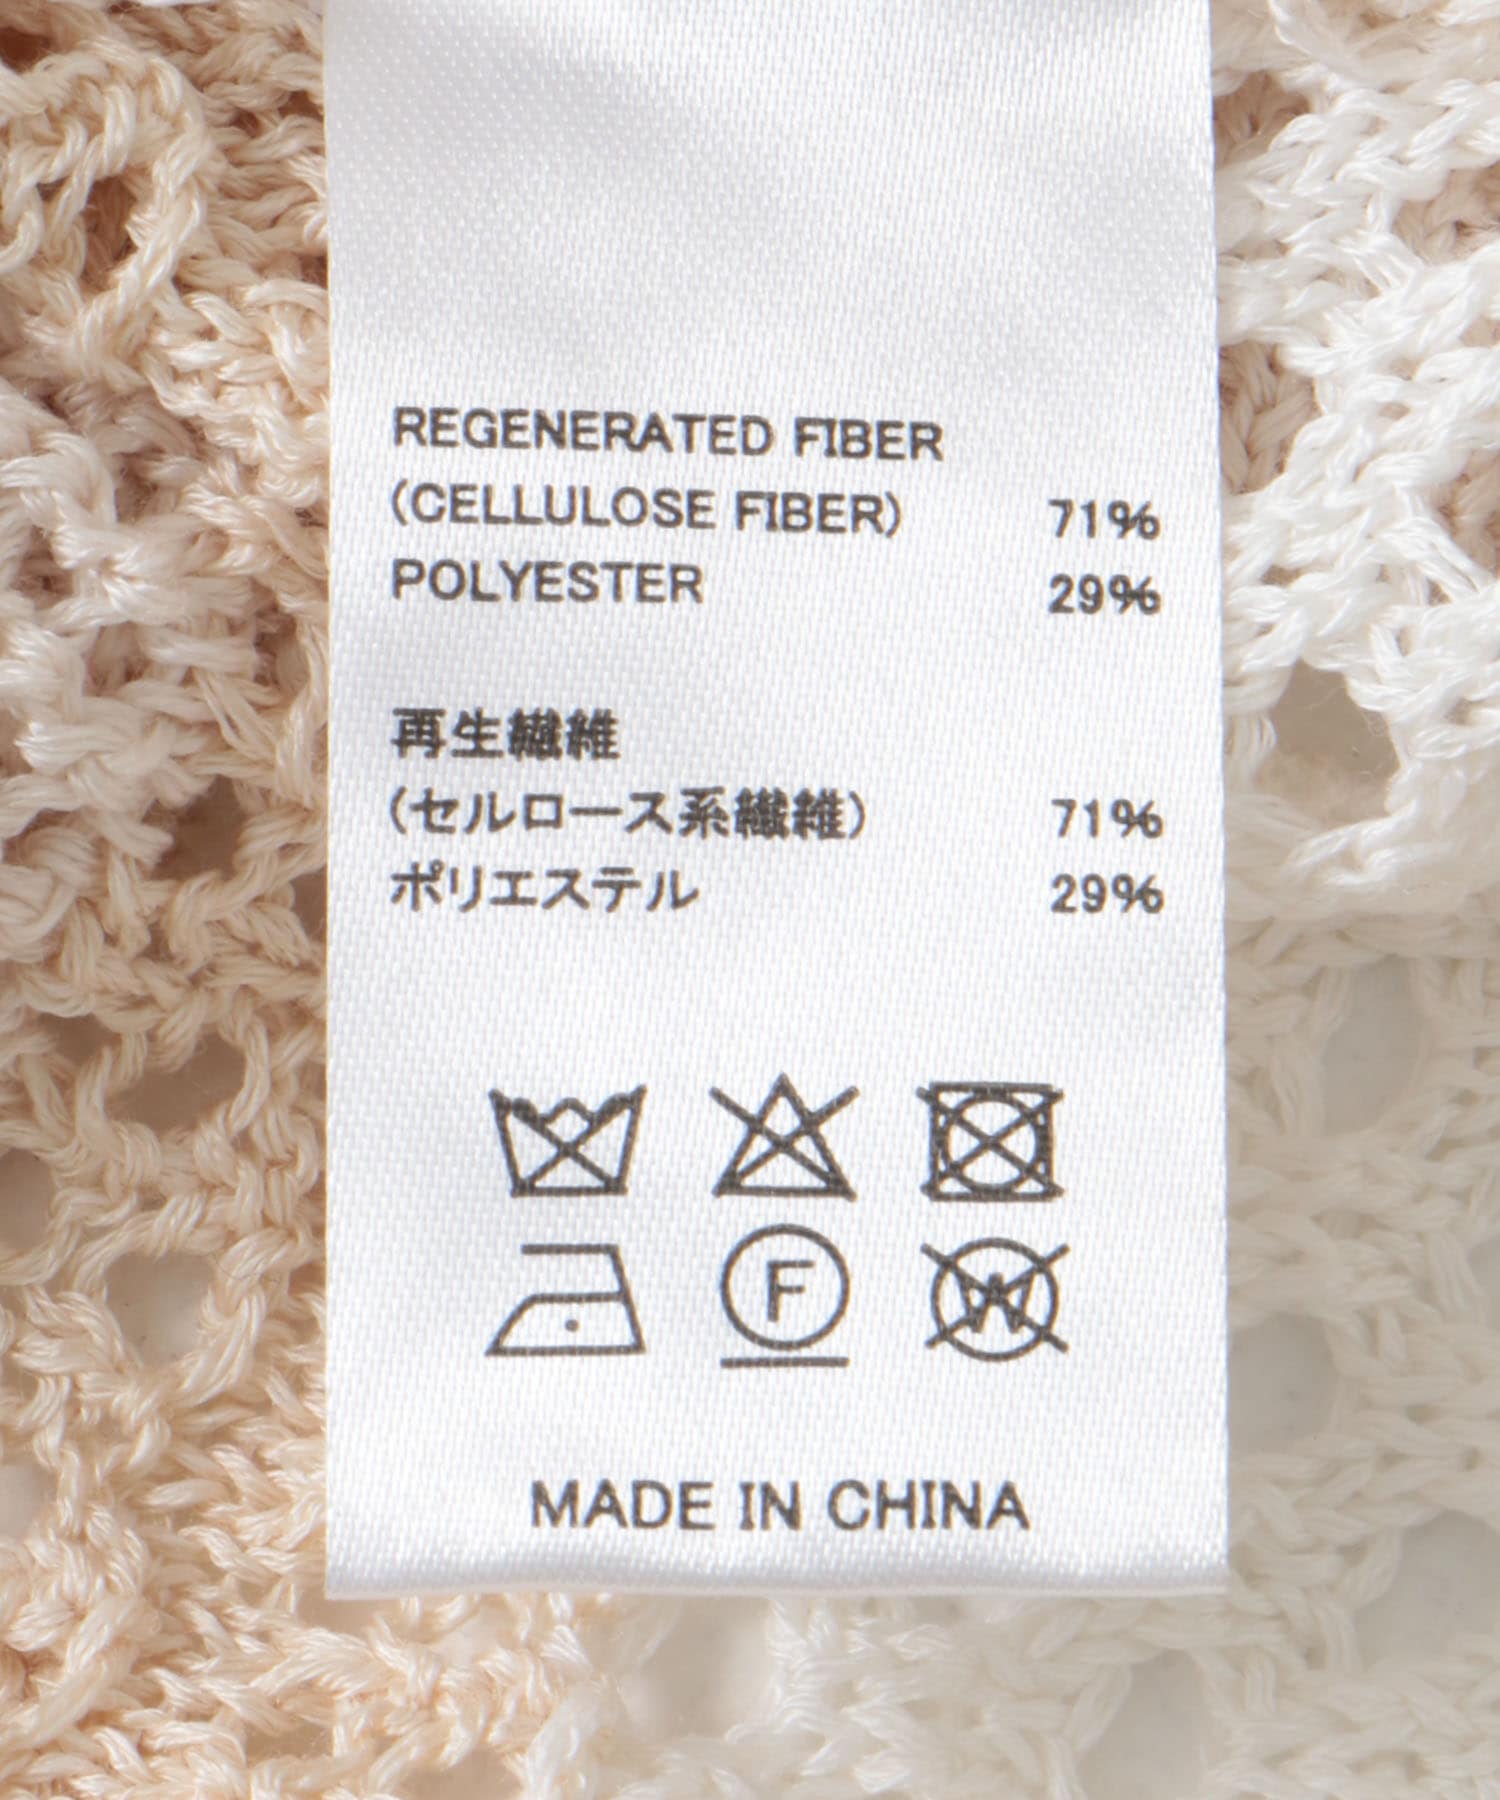 REGENERATED FIBER
(CELLULOSE FIBER) 71%
POLYESTER 29%
再生繊維
(セルロース系繊維) 71%
ポリエステル 29%
F
W
MADE IN CHINA